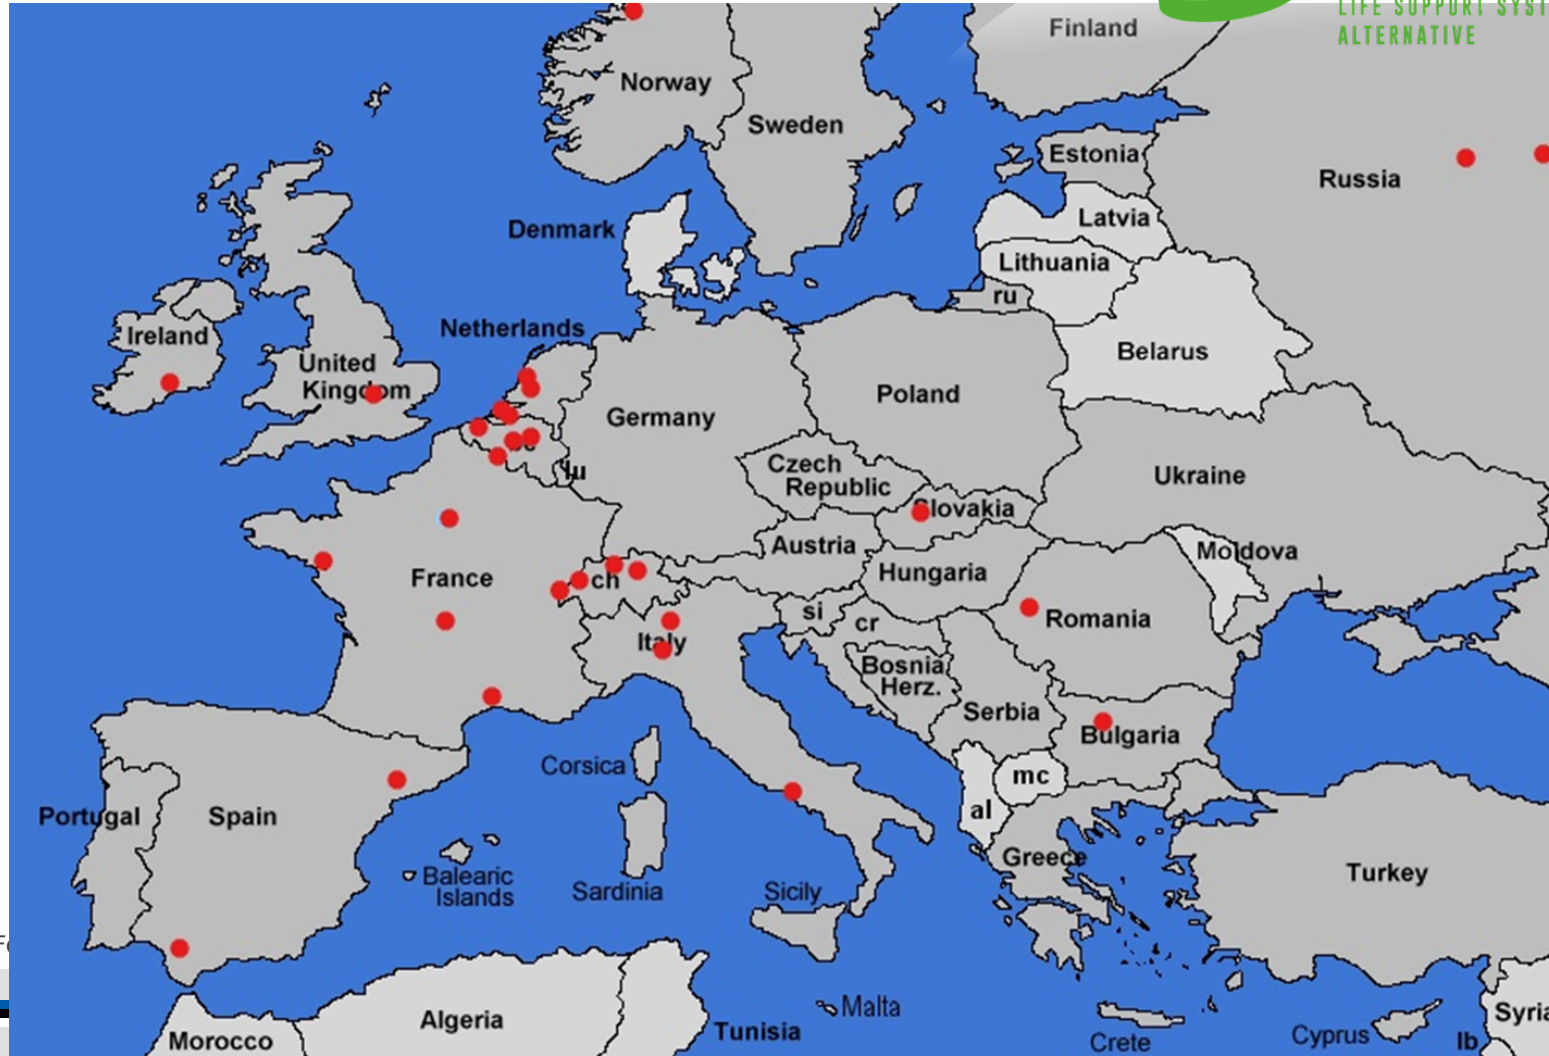 LIFE SUPPORT SYST
ALTERNATIVE
Finland
Norway
Sweden
Estonia
Russia
Latvia
Denmark
Lithuania
ru
Netherlands
Ireland
United
Kingdom
Belarus
Poland
Germany
lu
Czech
Republic
Ukraine
Slovakia
Austria
Moldova
France
ch
Hungaria
si
cr
Romania
Italy
Bosnia
Herz.
Serbia
Bulgaria
Corsica
mc
al
Portugal
Spain
Greece
Turkey
Balearic
Islands
Sardinia
Sicily
Malta
Algeria
Tunisia
Morocco
Crete
Cyprus
lb
Syria